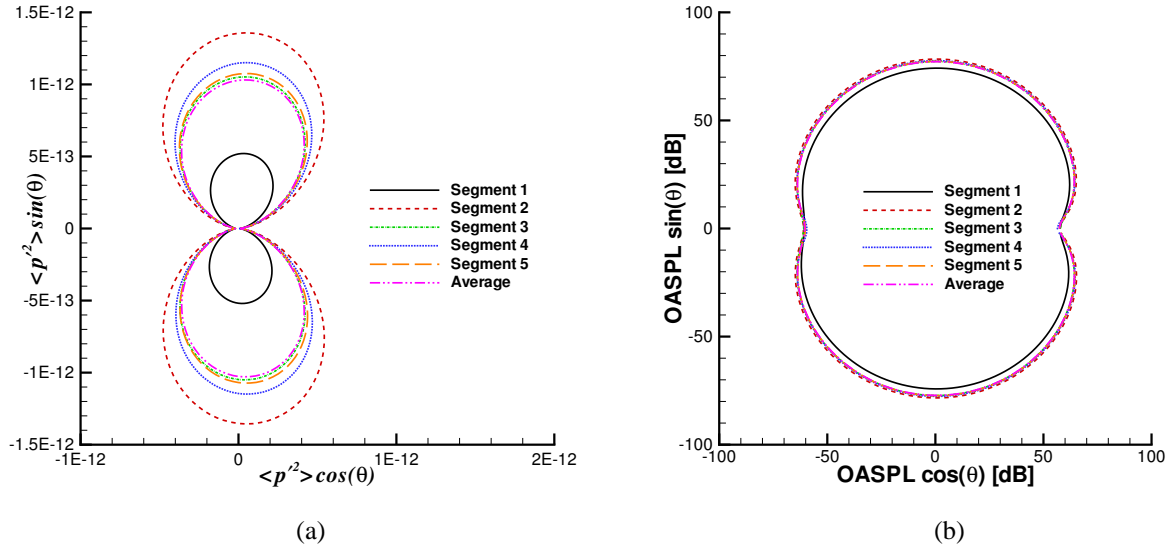 1.5E-12
1E-12
5E-13
0
-5E-13
-1E-12
-1.5E-12
<p′²> sin(θ)
-1E-12 0 1E-12 2E-12
<p′²> cos(θ)
Segment 1
Segment 2
Segment 3
Segment 4
Segment 5
Average
(a)
100
50
0
-50
-100
OASPL sin(θ) [dB]
-100 -50 0 50 100
OASPL cos(θ) [dB]
Segment 1
Segment 2
Segment 3
Segment 4
Segment 5
Average
(b)